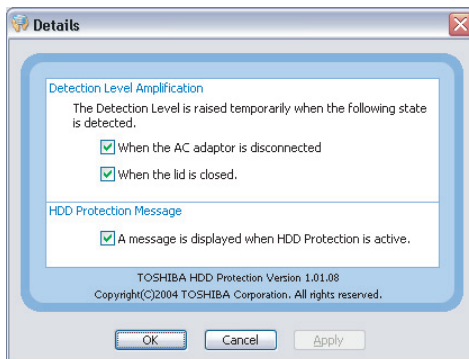 Details
Detection Level Amplification
The Detection Level is raised temporarily when the following state
is detected.
When the AC adaptor is disconnected
When the lid is closed.
HDD Protection Message
A message is displayed when HDD Protection is active.
TOSHIBA HDD Protection Version 1.01.08
Copyright(C)2004 TOSHIBA Corporation. All rights reserved.
OK
Cancel
Apply